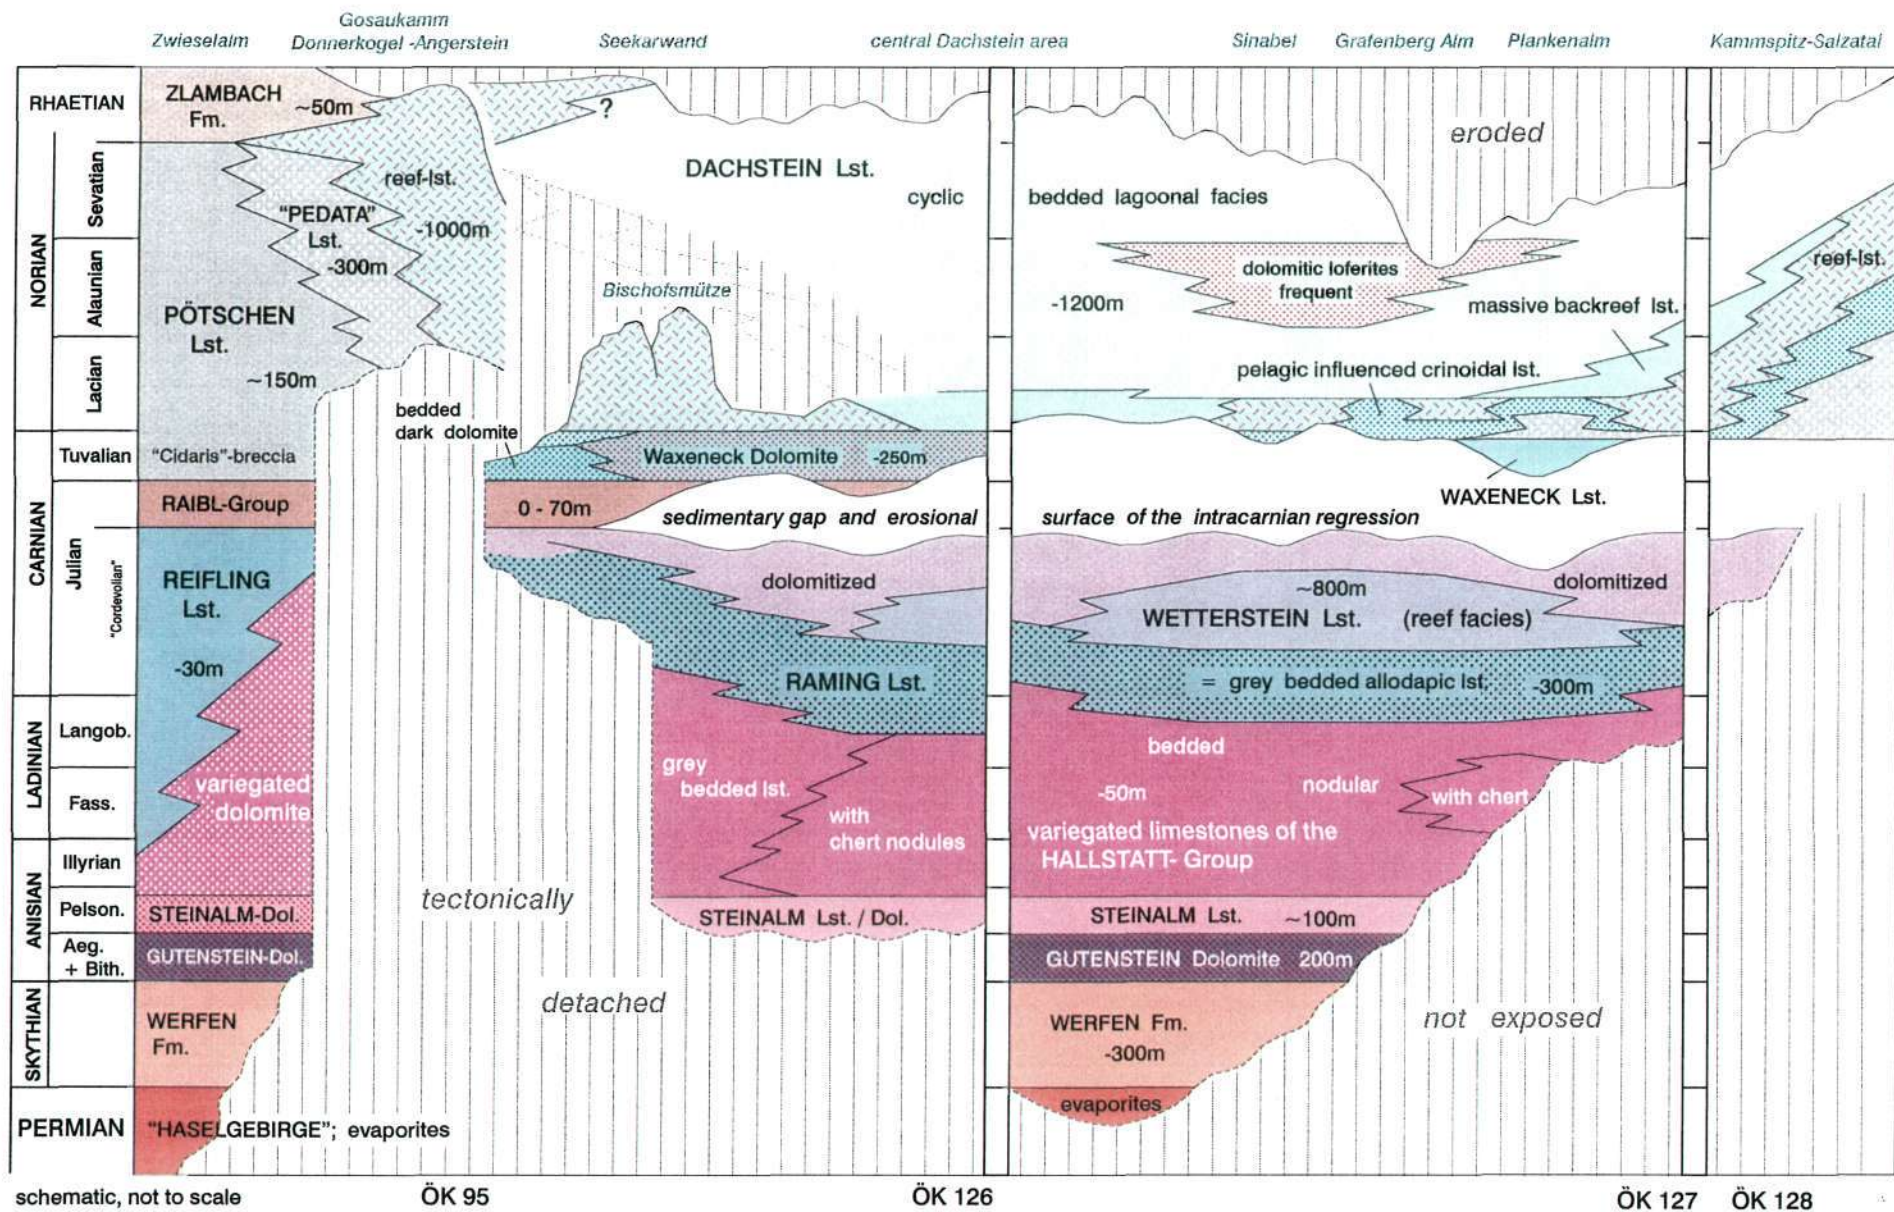 Gosaukamm
Zwieselalm
Donnerkogel -Angerstein
Seekarwand
central Dachstein area
Sinabel
Grafenberg Alm
Plankenalm
Kammspitz-Salzatal
RHAETIAN
NORIAN
Sevatian
Alaunian
Lacian
CARNIAN
Tuvalian
Julian
"Cordevolian"
LADINIAN
Langob.
Fass.
ANISIAN
Illyrian
Pelson.
Aeg.
+ Bith.
SKYTHIAN
PERMIAN
ZLAMBACH
Fm.
~50m
reef-lst.
-1000m
"PEDATA"
Lst.
-300m
PÖTSCHEN
Lst.
~150m
"Cidaris"-breccia
RAIBL-Group
REIFLING
Lst.
-30m
variegated
dolomite
STEINALM-Dol.
GUTENSTEIN-Dol.
WERFEN
Fm.
"HASELGEBIRGE"; evaporites
?
DACHSTEIN Lst.
cyclic
Bischofsmütze
bedded
dark dolomite
Waxeneck Dolomite -250m
0 - 70m
sedimentary gap and erosional
dolomitized
RAMING Lst.
grey
bedded lst.
with
chert nodules
STEINALM Lst. / Dol.
tectonically
detached
eroded
bedded lagoonal facies
dolomitic loferites
frequent
-1200m
massive backreef lst.
reef-lst.
pelagic influenced crinoidal lst.
WAXENECK Lst.
surface of the intracarnian regression
~800m
dolomitized
WETTERSTEIN Lst. (reef facies)
= grey bedded allodapic lst. -300m
bedded
-50m
nodular
with chert
variegated limestones of the
HALLSTATT- Group
STEINALM Lst. ~100m
GUTENSTEIN Dolomite 200m
WERFEN Fm.
-300m
evaporites
not exposed
schematic, not to scale
ÖK 95
ÖK 126
ÖK 127
ÖK 128